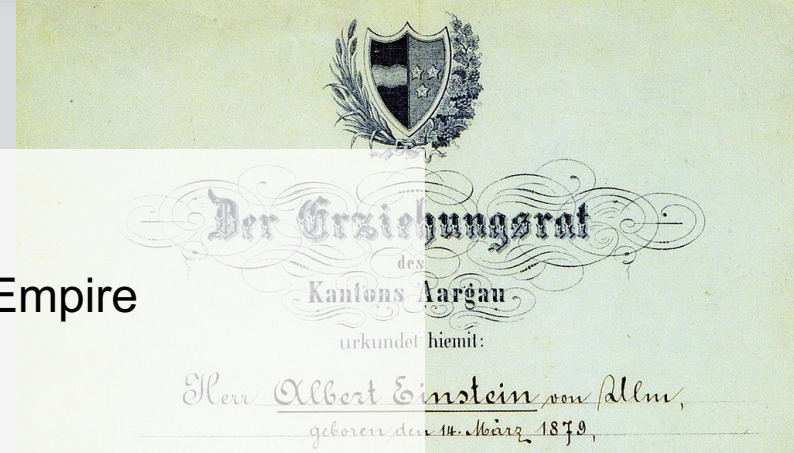 Der Erziehungsrat
des
Kantons Aargau
urkundet hiemit:
Empire
Herr Albert Einstein von Ulm,
geboren den 14. März 1879,